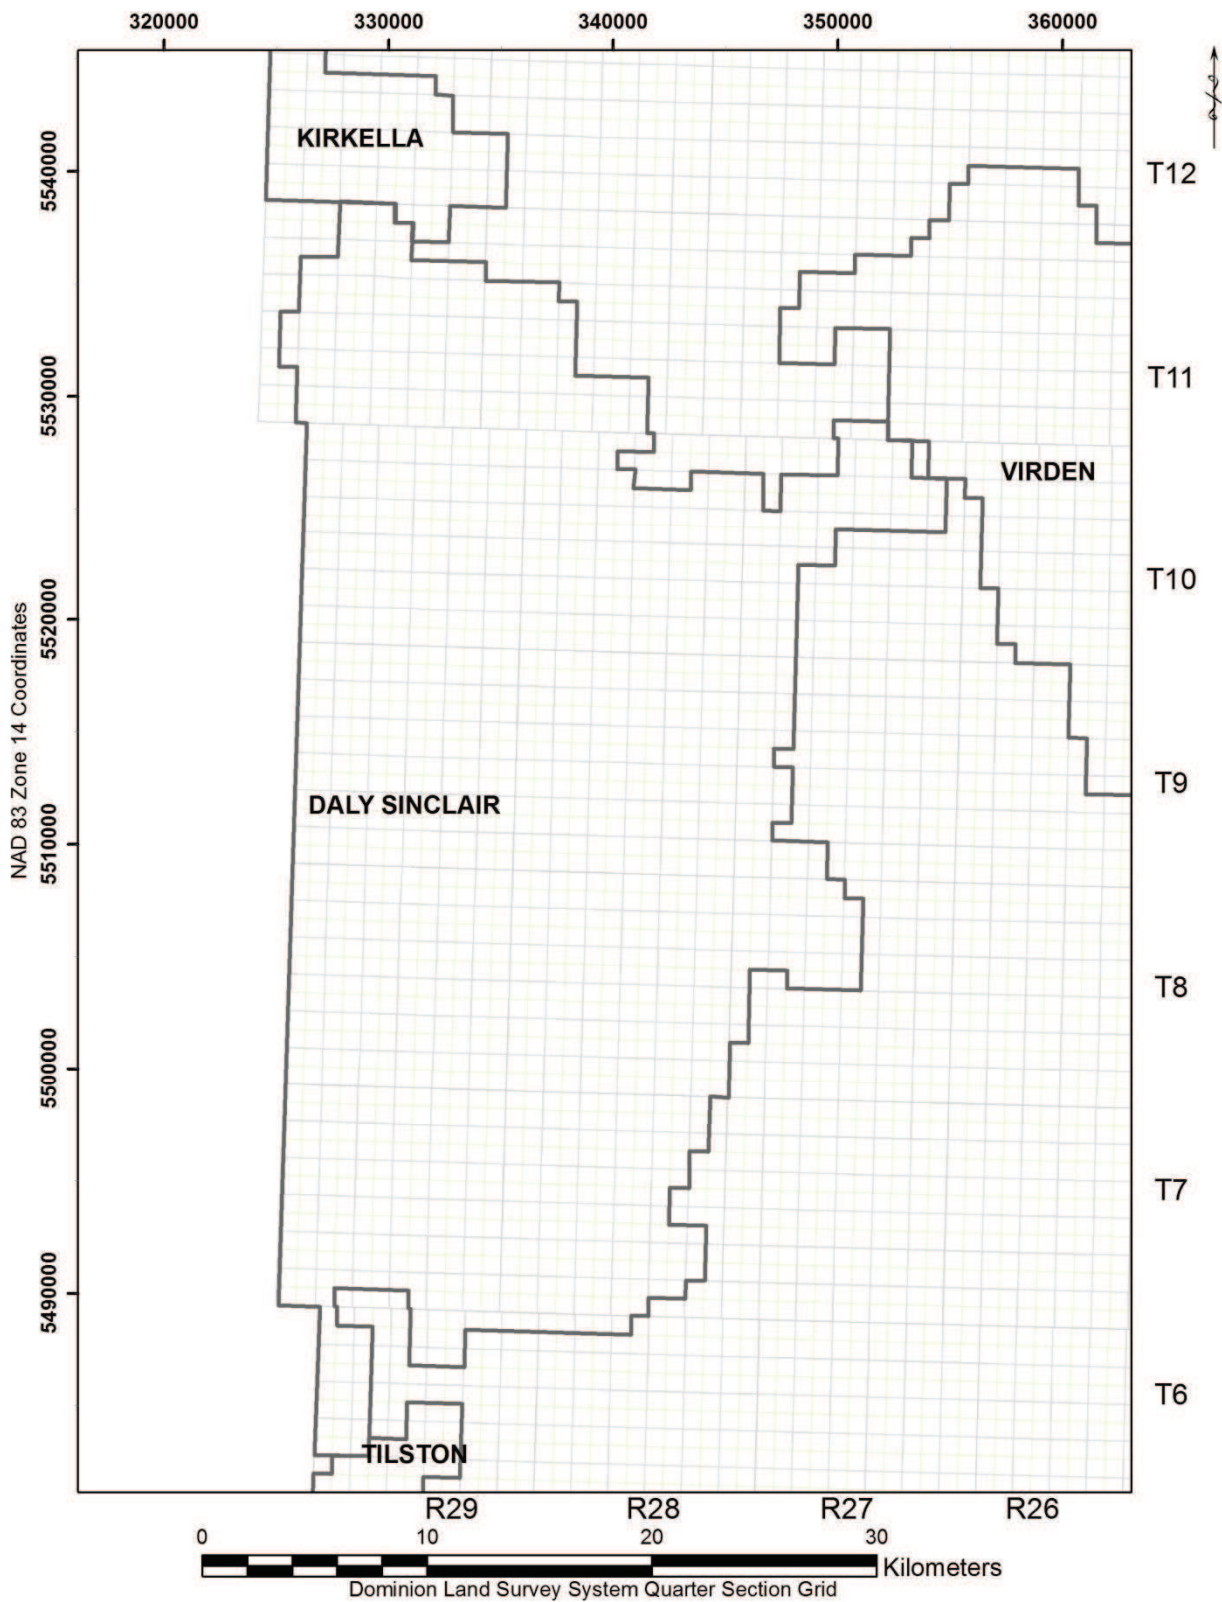 320000 330000 340000 350000 360000
KIRKELLA
5540000
T12
5530000
T11
VIRDEN
T10
5520000
NAD 83 Zone 14 Coordinates
T9
DALY SINCLAIR
5510000
T8
5500000
T7
5490000
T6
TILSTON
R29 R28 R27 R26
0 10 20 30
Kilometers
Dominion Land Survey System Quarter Section Grid